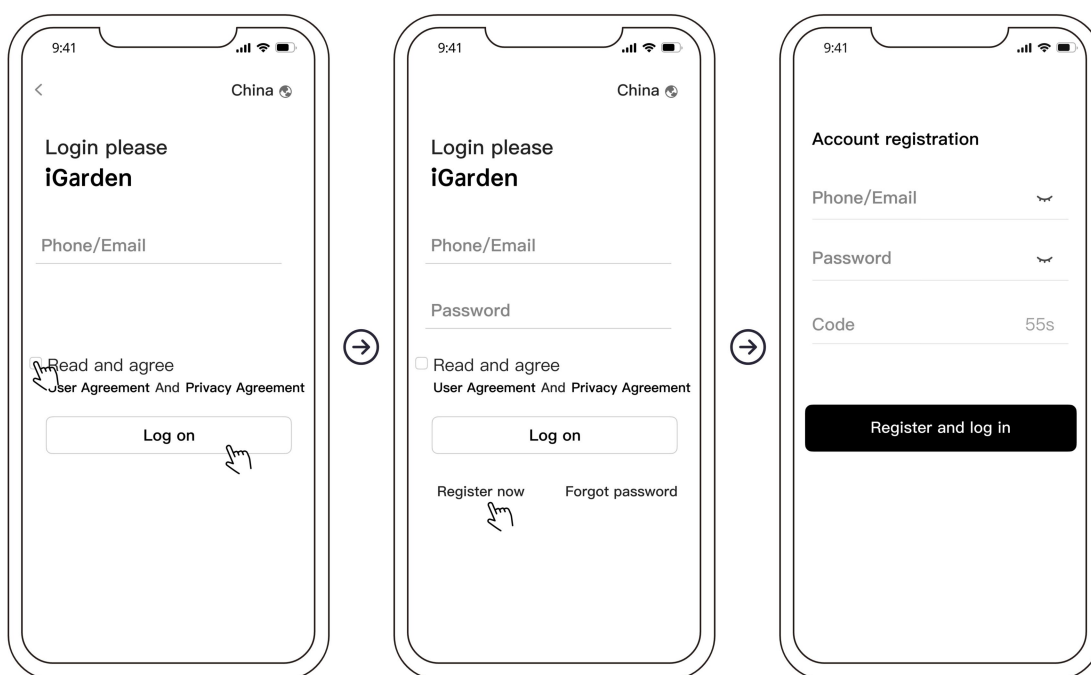 9:41
China
Login please
iGarden
Phone/Email
Read and agree
User Agreement And Privacy Agreement
Log on
9:41
China
Login please
iGarden
Phone/Email
Password
Read and agree
User Agreement And Privacy Agreement
Log on
Register now Forgot password
9:41
Account registration
Phone/Email
Password
Code 55s
Register and log in